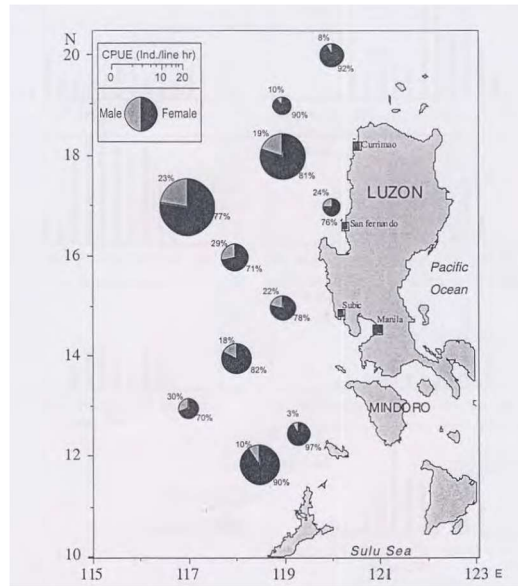 N
20
18
16
14
12
10
CPUE (Ind./line hr)
0 10 20
Male Female
8%
92%
10%
90%
19%
81%
23%
77%
24%
76%
29%
71%
22%
78%
18%
82%
30%
70%
3%
97%
10%
90%
Currimao
LUZON
San fernando
Pacific
Ocean
Subic
Manila
MINDORO
Sulu Sea
115 117 119 121 123 E